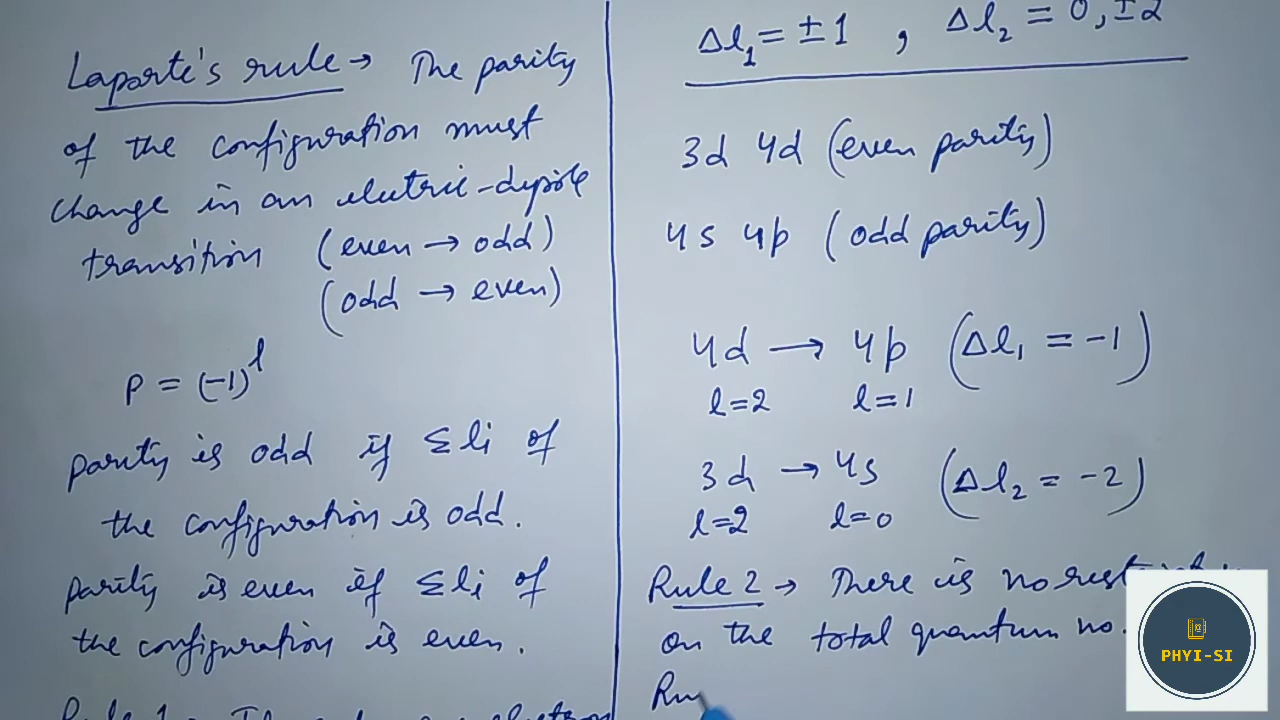 Laporte's rule → The parity
of the configuration must
change in an electric-dipole
transition (even → odd)
(odd → even)
P = (-1)^l
parity is odd if Σli of
the configuration is odd.
parity is even if Σli of
the configuration is even.
Δl₁ = ±1 , Δl₂ = 0, ±2
3d 4d (even parity)
4s 4p (odd parity)
4d → 4p (Δl₁ = -1)
l=2 l=1
3d → 4s (Δl₂ = -2)
l=2 l=0
Rule 2 → There is no
on the total quantum no.
PHYI-SI